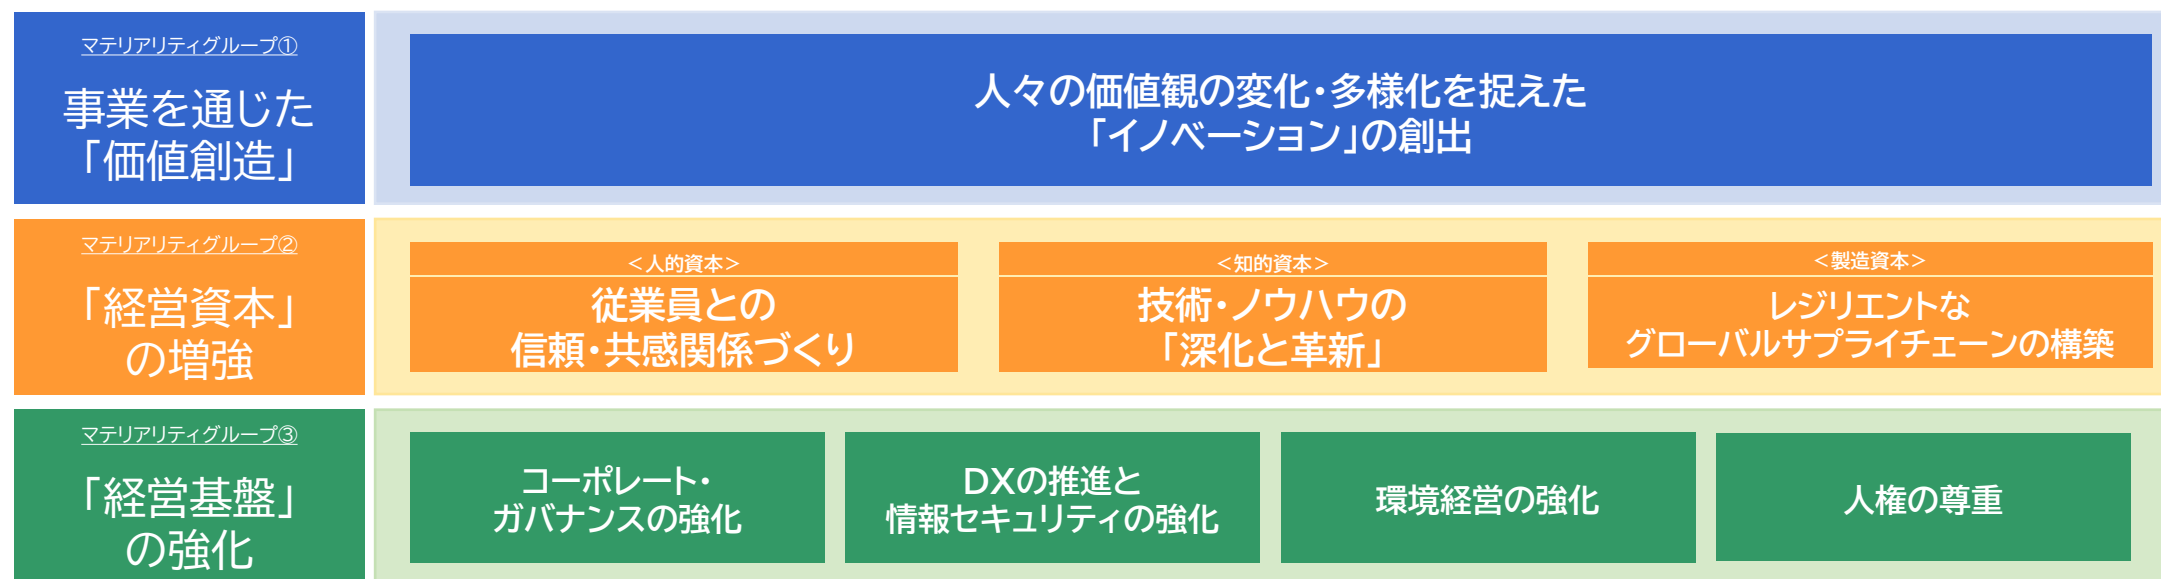 マテリアリティグループ①
事業を通じた
「価値創造」
人々の価値観の変化・多様化を捉えた
「イノベーション」の創出
マテリアリティグループ②
「経営資本」
の増強
＜人的資本＞
従業員との
信頼・共感関係づくり
＜知的資本＞
技術・ノウハウの
「深化と革新」
＜製造資本＞
レジリエントな
グローバルサプライチェーンの構築
マテリアリティグループ③
「経営基盤」
の強化
コーポレート・
ガバナンスの強化
DXの推進と
情報セキュリティの強化
環境経営の強化
人権の尊重